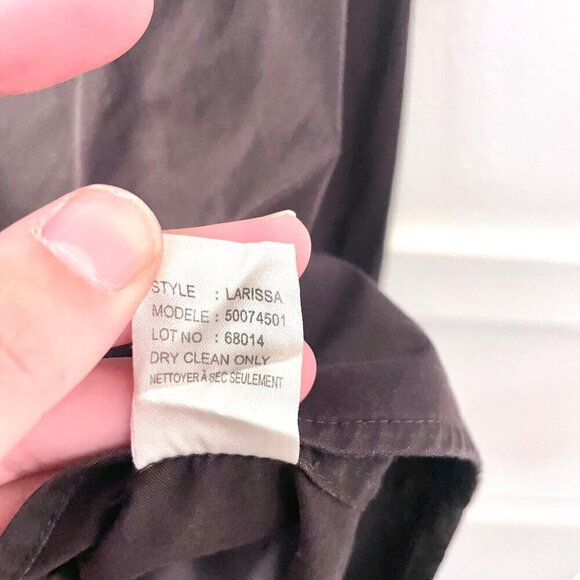 STYLE : LARISSA
MODELE : 50074501
LOT NO : 68014
DRY CLEAN ONLY
NETTOYER À SEC SEULEMENT